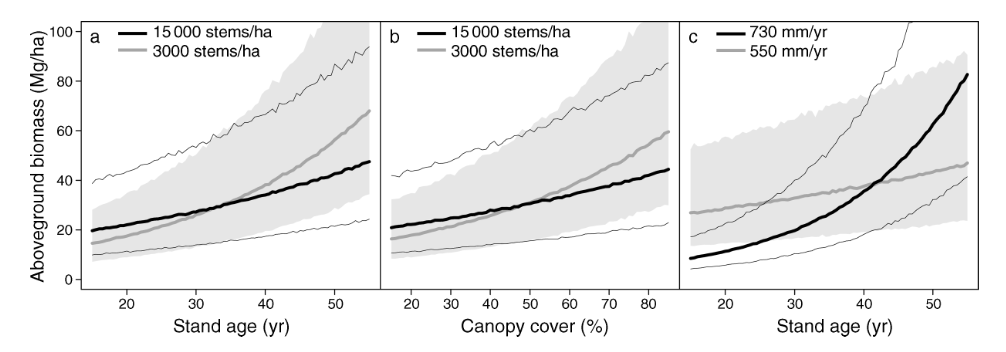 a
15 000 stems/ha
3000 stems/ha
b
15 000 stems/ha
3000 stems/ha
c
730 mm/yr
550 mm/yr
Aboveground biomass (Mg/ha)
100
80
60
40
20
0
20 30 40 50
20 30 40 50 60 70 80
20 30 40 50
Stand age (yr)
Canopy cover (%)
Stand age (yr)